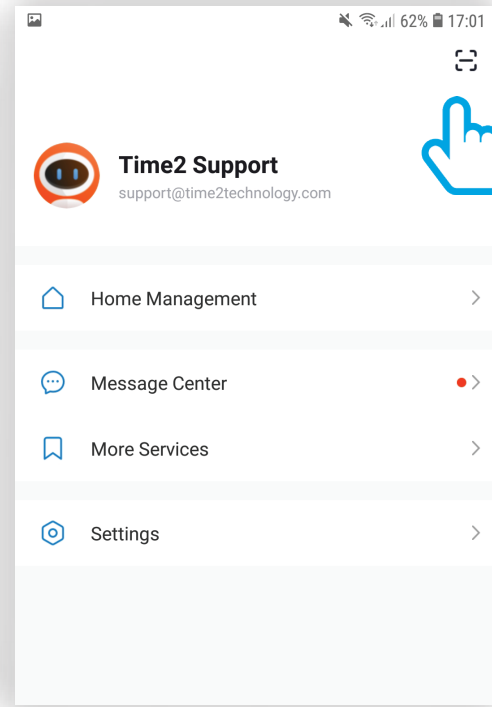 62% 17:01
Time2 Support
support@time2technology.com
Home Management
Message Center
More Services
Settings